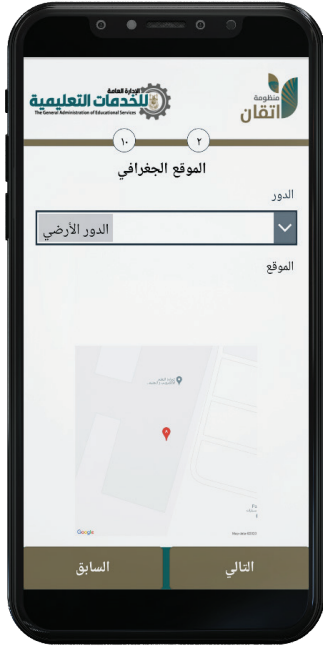 منظومة
اتقان
الإدارة العامة
للخدمات التعليمية
The General Administration of Educational Services
٢
١٠
الموقع الجغرافي
الدور
الدور الأرضي
الموقع
Google
التالي
السابق